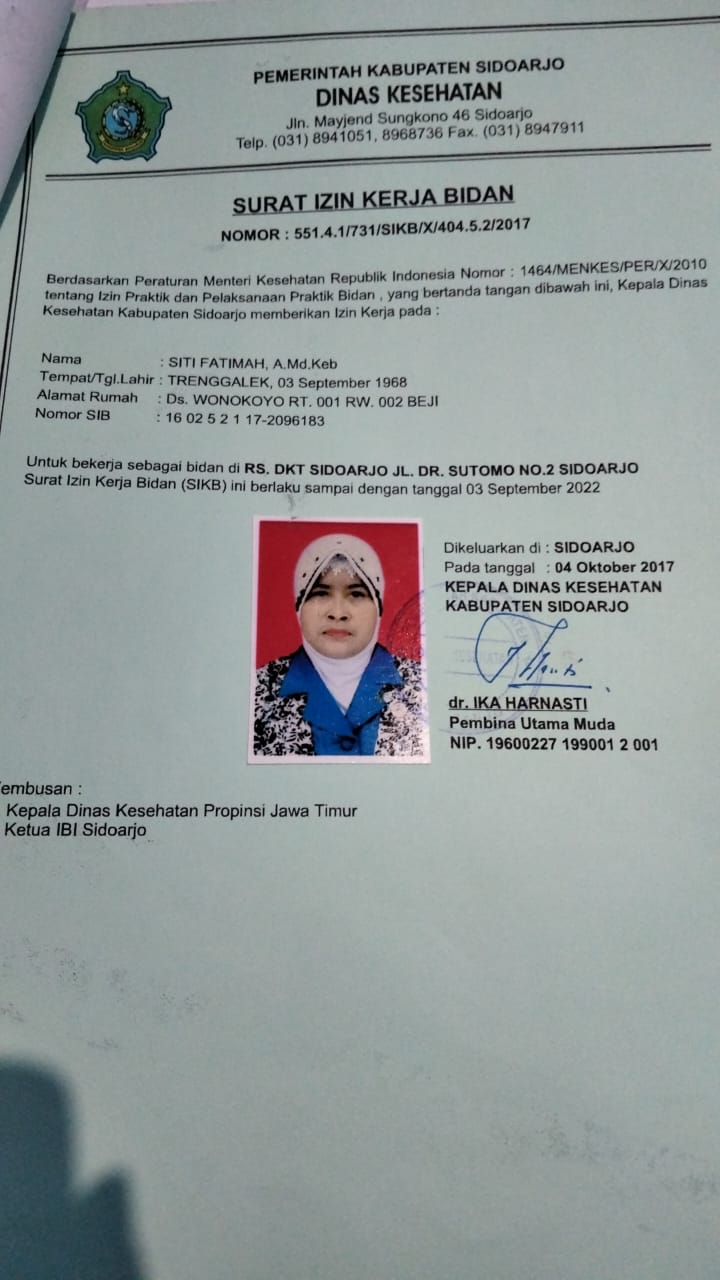 PEMERINTAH KABUPATEN SIDOARJO
DINAS KESEHATAN
Jln. Mayjend Sungkono 46 Sidoarjo
Telp. (031) 8941051, 8968736 Fax. (031) 8947911
SURAT IZIN KERJA BIDAN
NOMOR : 551.4.1/731/SIKB/X/404.5.2/2017
Berdasarkan Peraturan Menteri Kesehatan Republik Indonesia Nomor : 1464/MENKES/PER/X/2010
tentang Izin Praktik dan Pelaksanaan Praktik Bidan , yang bertanda tangan dibawah ini, Kepala Dinas
Kesehatan Kabupaten Sidoarjo memberikan Izin Kerja pada :
Nama : SITI FATIMAH, A.Md.Keb
Tempat/Tgl.Lahir : TRENGGALEK, 03 September 1968
Alamat Rumah : Ds. WONOKOYO RT. 001 RW. 002 BEJI
Nomor SIB : 16 02 5 2 1 17-2096183
Untuk bekerja sebagai bidan di RS. DKT SIDOARJO JL. DR. SUTOMO NO.2 SIDOARJO
Surat Izin Kerja Bidan (SIKB) ini berlaku sampai dengan tanggal 03 September 2022
Dikeluarkan di : SIDOARJO
Pada tanggal : 04 Oktober 2017
KEPALA DINAS KESEHATAN
KABUPATEN SIDOARJO
dr. IKA HARNASTI
Pembina Utama Muda
NIP. 19600227 199001 2 001
embusan :
Kepala Dinas Kesehatan Propinsi Jawa Timur
Ketua IBI Sidoarjo